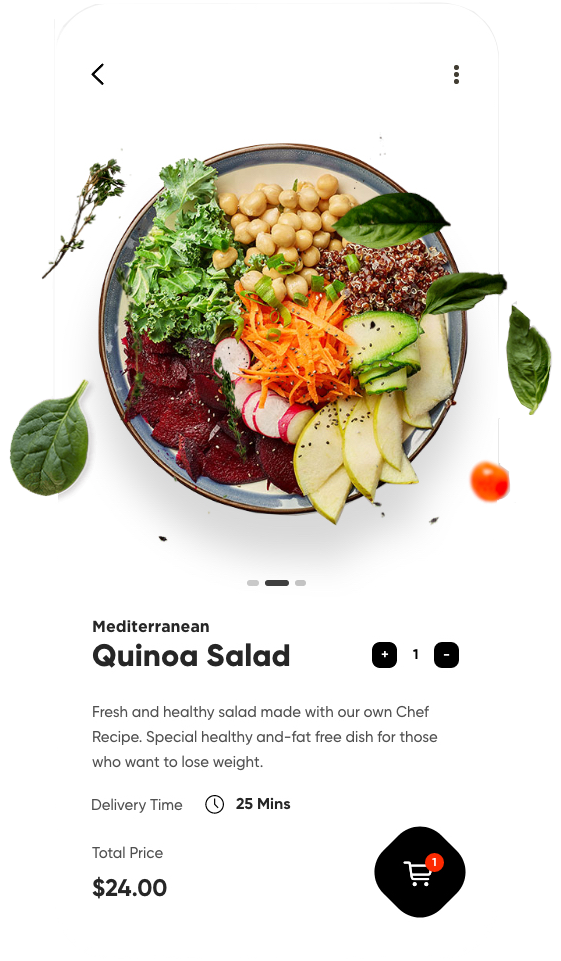 Mediterranean
Quinoa Salad
+ 1 -
Fresh and healthy salad made with our own Chef
Recipe. Special healthy and-fat free dish for those
who want to lose weight.
Delivery Time 25 Mins
Total Price
$24.00
1